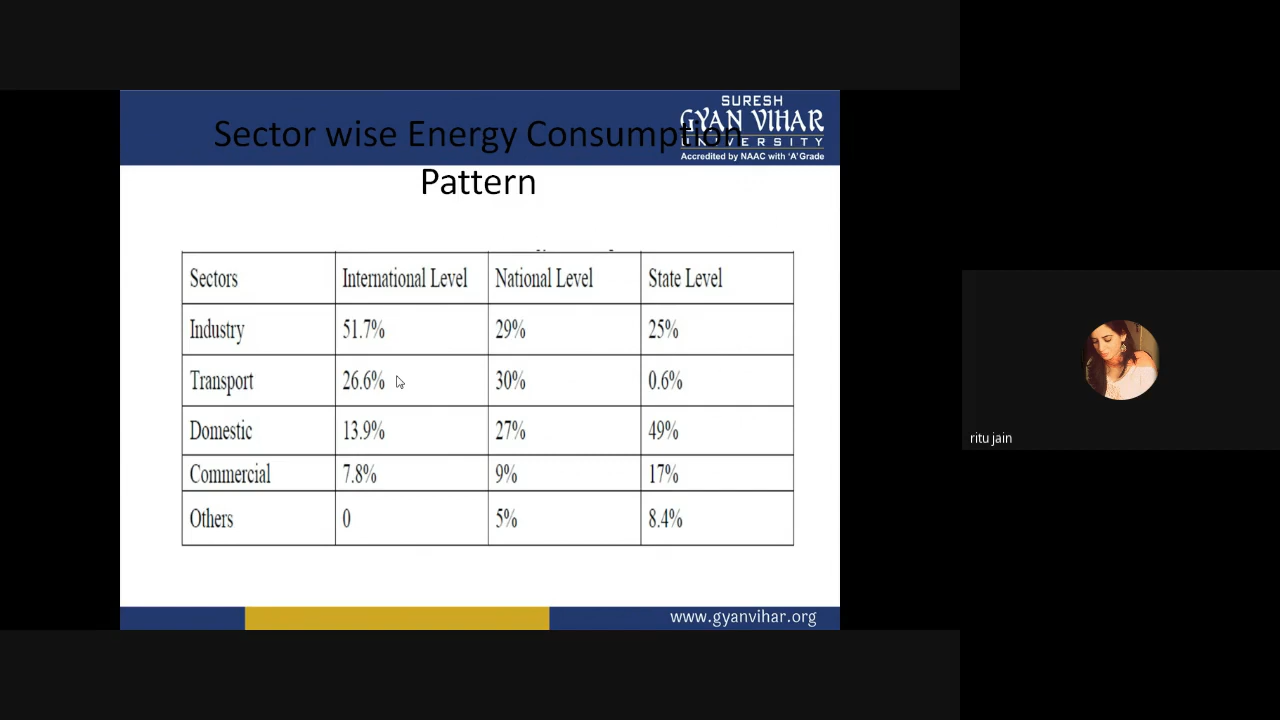 SURESH
GYAN VIHAR
UNIVERSITY
Accredited by NAAC with 'A' Grade
Sector wise Energy Consumption
Pattern
Sectors International Level National Level State Level
Industry 51.7% 29% 25%
Transport 26.6% 30% 0.6%
Domestic 13.9% 27% 49%
Commercial 7.8% 9% 17%
Others 0 5% 8.4%
www.gyanvihar.org
ritu jain